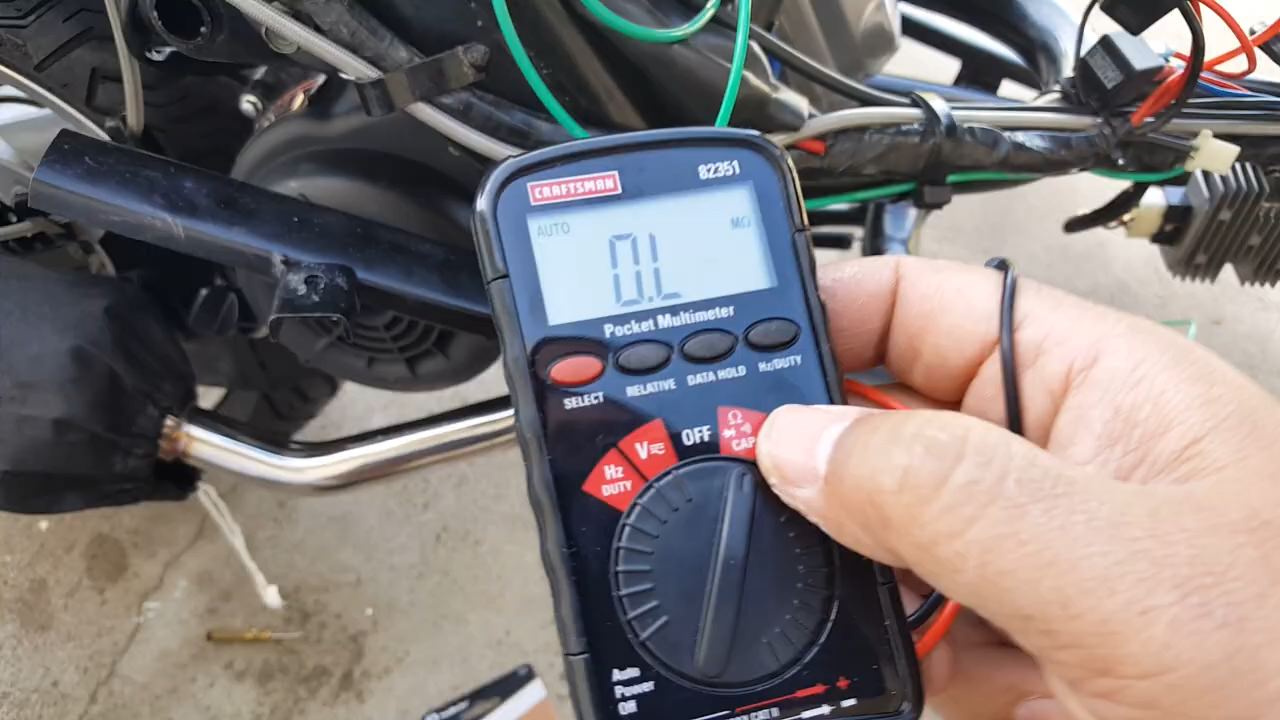 CRAFTSMAN
82351
AUTO
MΩ
0.L
Pocket Multimeter
SELECT
RELATIVE
DATA HOLD
Hz/DUTY
Hz
DUTY
V
OFF
Ω
CAP
Auto
Power
Off